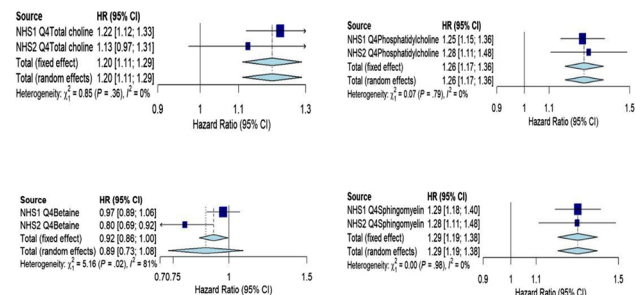 Source HR (95% CI)
NHS1 Q4Total choline 1.22 [1.12; 1.33]
NHS2 Q4Total choline 1.13 [0.97; 1.31]
Total (fixed effect) 1.20 [1.11; 1.29]
Total (random effects) 1.20 [1.11; 1.29]
Heterogeneity: χ²₁ = 0.85 (P = .36), I² = 0%
0.9 1 1.1 1.3
Hazard Ratio (95% CI)
Source HR (95% CI)
NHS1 Q4Phosphatidylcholine 1.25 [1.15; 1.36]
NHS2 Q4Phosphatidylcholine 1.28 [1.11; 1.48]
Total (fixed effect) 1.26 [1.17; 1.36]
Total (random effects) 1.26 [1.17; 1.36]
Heterogeneity: χ²₁ = 0.07 (P = .79), I² = 0%
0.9 1 1.1 1.5
Hazard Ratio (95% CI)
Source HR (95% CI)
NHS1 Q4Betaine 0.97 [0.89; 1.06]
NHS2 Q4Betaine 0.80 [0.69; 0.92]
Total (fixed effect) 0.92 [0.86; 1.00]
Total (random effects) 0.89 [0.73; 1.08]
Heterogeneity: χ²₁ = 5.16 (P = .02), I² = 81%
0.70.75 1 1.5
Hazard Ratio (95% CI)
Source HR (95% CI)
NHS1 Q4Sphingomyelin 1.29 [1.18; 1.40]
NHS2 Q4Sphingomyelin 1.28 [1.11; 1.48]
Total (fixed effect) 1.29 [1.19; 1.38]
Total (random effects) 1.29 [1.19; 1.38]
Heterogeneity: χ²₁ = 0.00 (P = .98), I² = 0%
1 1.1 1.5
Hazard Ratio (95% CI)